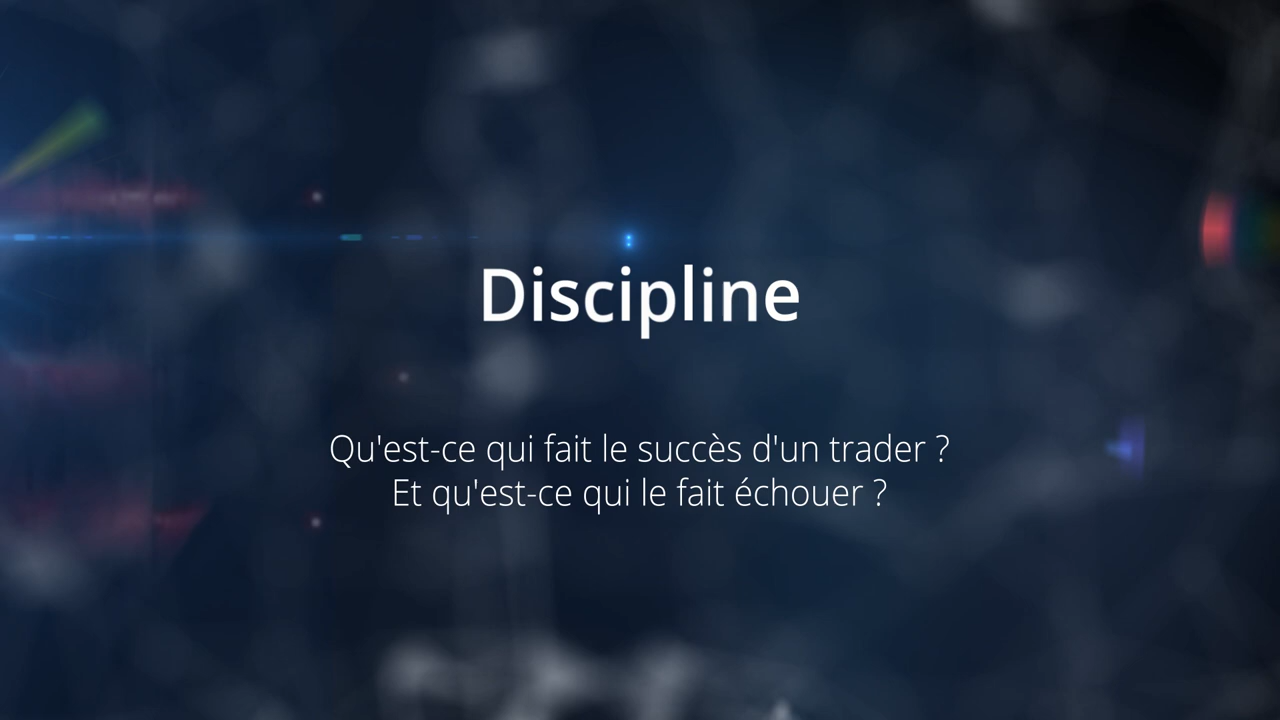 Discipline
Qu'est-ce qui fait le succès d'un trader ?
Et qu'est-ce qui le fait échouer ?